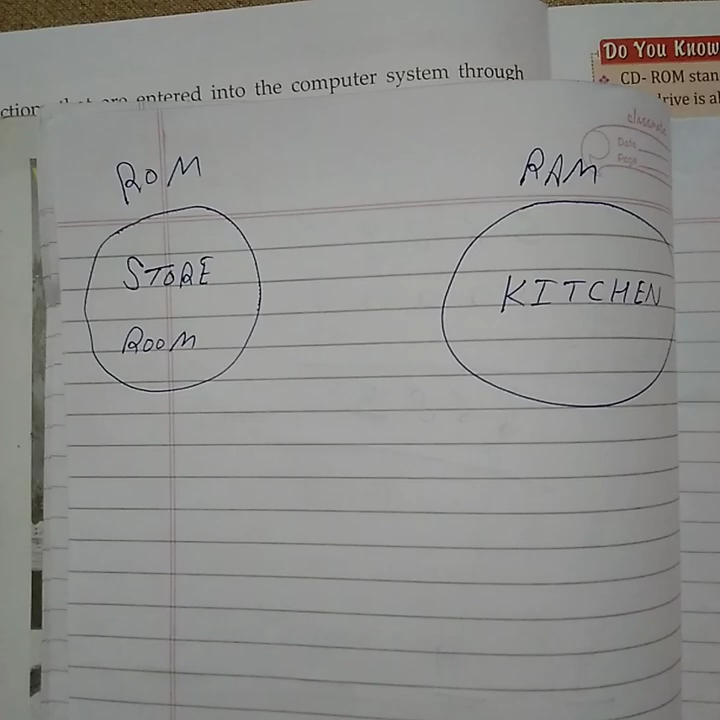 entered into the computer system through
DO YOU KNOW
CD- ROM stan
drive is al
classmate
Date
Page
ROM
RAM
STORE
ROOM
KITCHEN